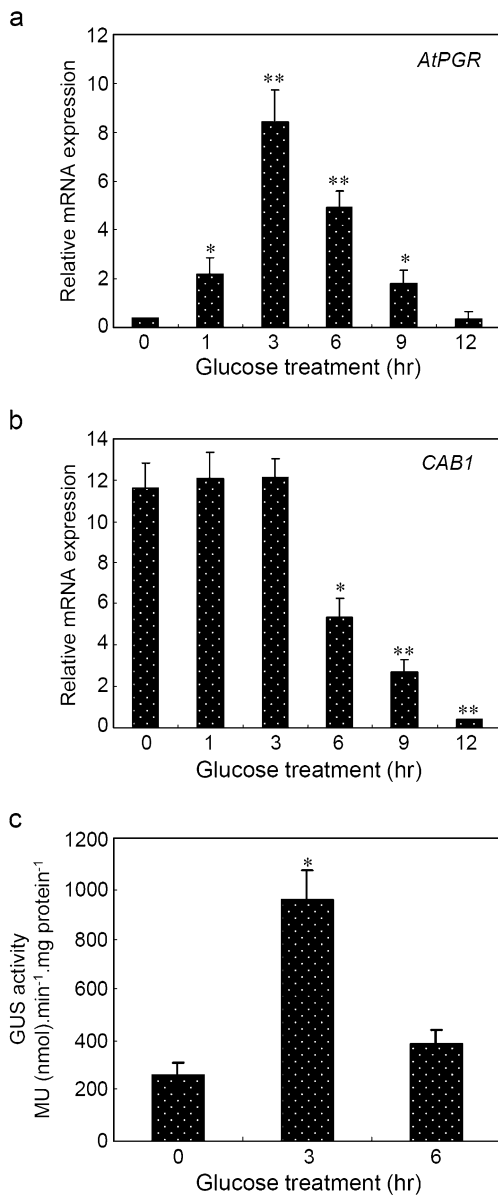 a
12
10
8
6
4
2
0
Relative mRNA expression
AtPGR
*
**
**
*
0 1 3 6 9 12
Glucose treatment (hr)
b
14
12
10
8
6
4
2
0
Relative mRNA expression
CAB1
*
**
**
0 1 3 6 9 12
Glucose treatment (hr)
c
1200
1000
800
600
400
200
0
GUS activity
MU (nmol).min⁻¹.mg protein⁻¹
*
0 3 6
Glucose treatment (hr)